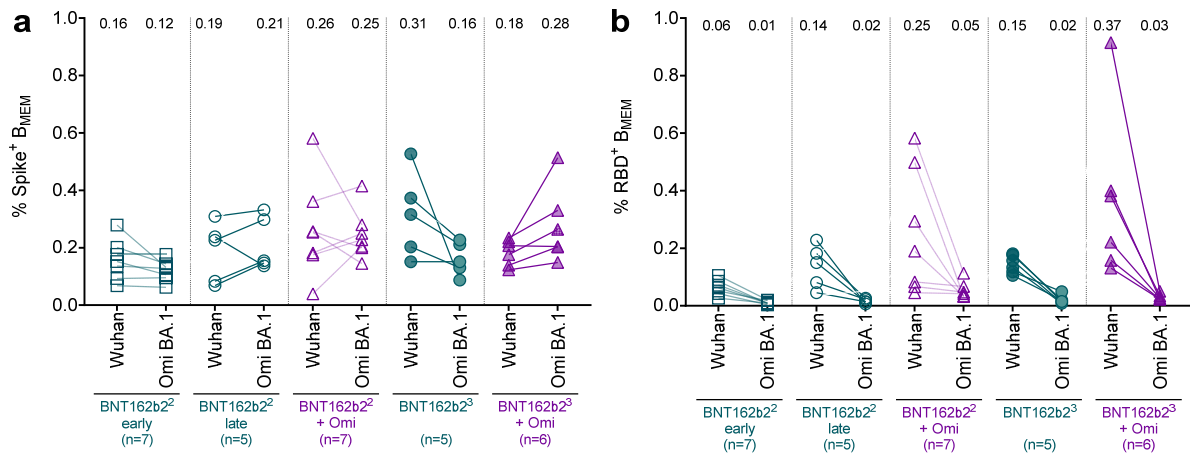 a
0.16 0.12 0.19 0.21 0.26 0.25 0.31 0.16 0.18 0.28
% Spike⁺ B_MEM
1.0
0.8
0.6
0.4
0.2
0.0
Wuhan Omi BA.1 Wuhan Omi BA.1 Wuhan Omi BA.1 Wuhan Omi BA.1 Wuhan Omi BA.1
BNT162b2² BNT162b2² BNT162b2² BNT162b2³ BNT162b2³
early late + Omi + Omi
(n=7) (n=5) (n=7) (n=5) (n=6)
b
0.06 0.01 0.14 0.02 0.25 0.05 0.15 0.02 0.37 0.03
% RBD⁺ B_MEM
1.0
0.8
0.6
0.4
0.2
0.0
Wuhan Omi BA.1 Wuhan Omi BA.1 Wuhan Omi BA.1 Wuhan Omi BA.1 Wuhan Omi BA.1
BNT162b2² BNT162b2² BNT162b2² BNT162b2³ BNT162b2³
early late + Omi + Omi
(n=7) (n=5) (n=7) (n=5) (n=6)